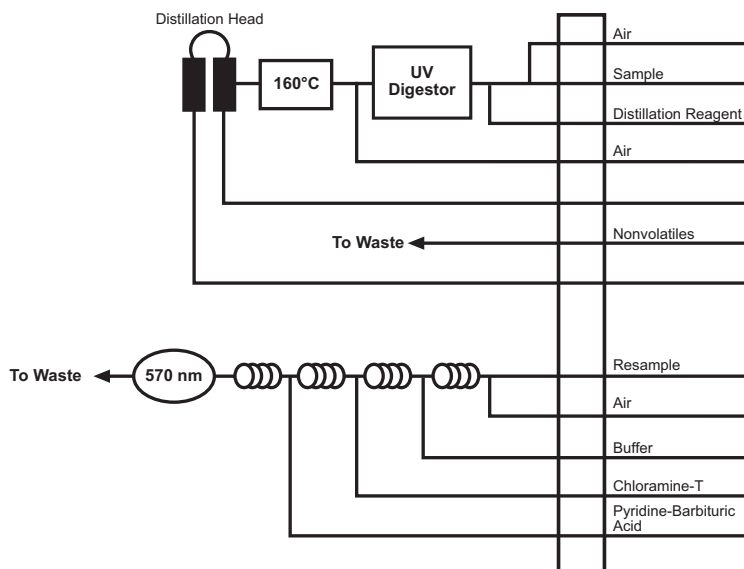 Distillation Head
Air
160°C
UV
Digestor
Sample
Distillation Reagent
Air
To Waste
Nonvolatiles
To Waste
570 nm
Resample
Air
Buffer
Chloramine-T
Pyridine-Barbituric
Acid